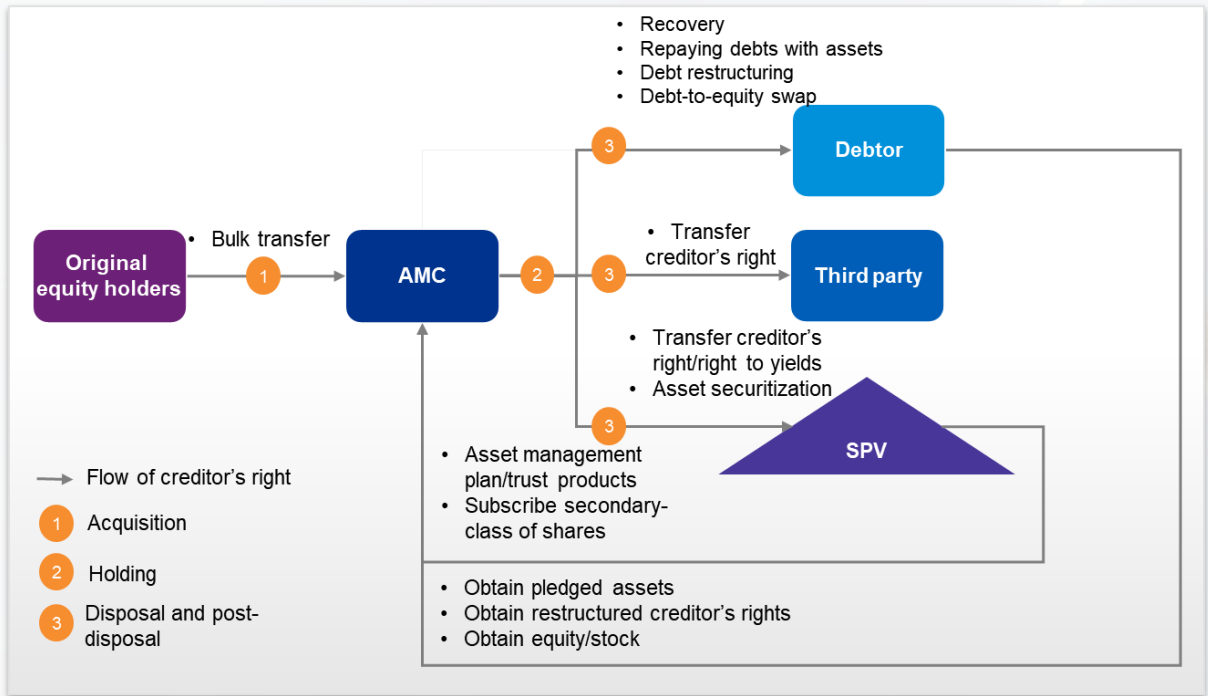 • Recovery
• Repaying debts with assets
• Debt restructuring
• Debt-to-equity swap
3
Debtor
• Bulk transfer
Original
equity holders
1
AMC
2
3
• Transfer
creditor’s right
Third party
• Transfer creditor’s
right/right to yields
• Asset securitization
3
SPV
• Asset management
plan/trust products
• Subscribe secondary-
class of shares
• Obtain pledged assets
• Obtain restructured creditor’s rights
• Obtain equity/stock
Flow of creditor’s right
1 Acquisition
2 Holding
3 Disposal and post-
disposal